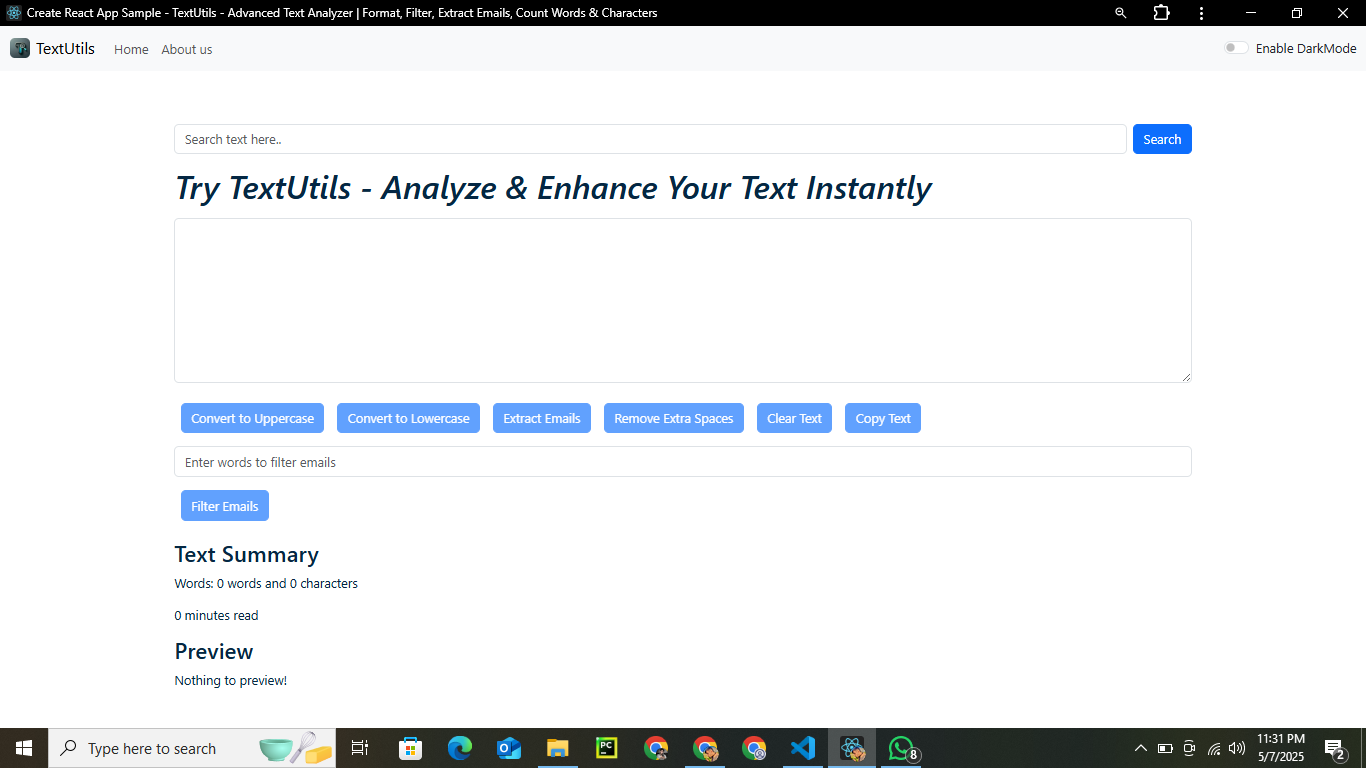 Create React App Sample - TextUtils - Advanced Text Analyzer | Format, Filter, Extract Emails, Count Words & Characters
TextUtils Home About us Enable DarkMode
Search text here.. Search
Try TextUtils - Analyze & Enhance Your Text Instantly
Convert to Uppercase Convert to Lowercase Extract Emails Remove Extra Spaces Clear Text Copy Text
Enter words to filter emails
Filter Emails
Text Summary
Words: 0 words and 0 characters
0 minutes read
Preview
Nothing to preview!
Type here to search PC 8 11:31 PM
5/7/2025 2